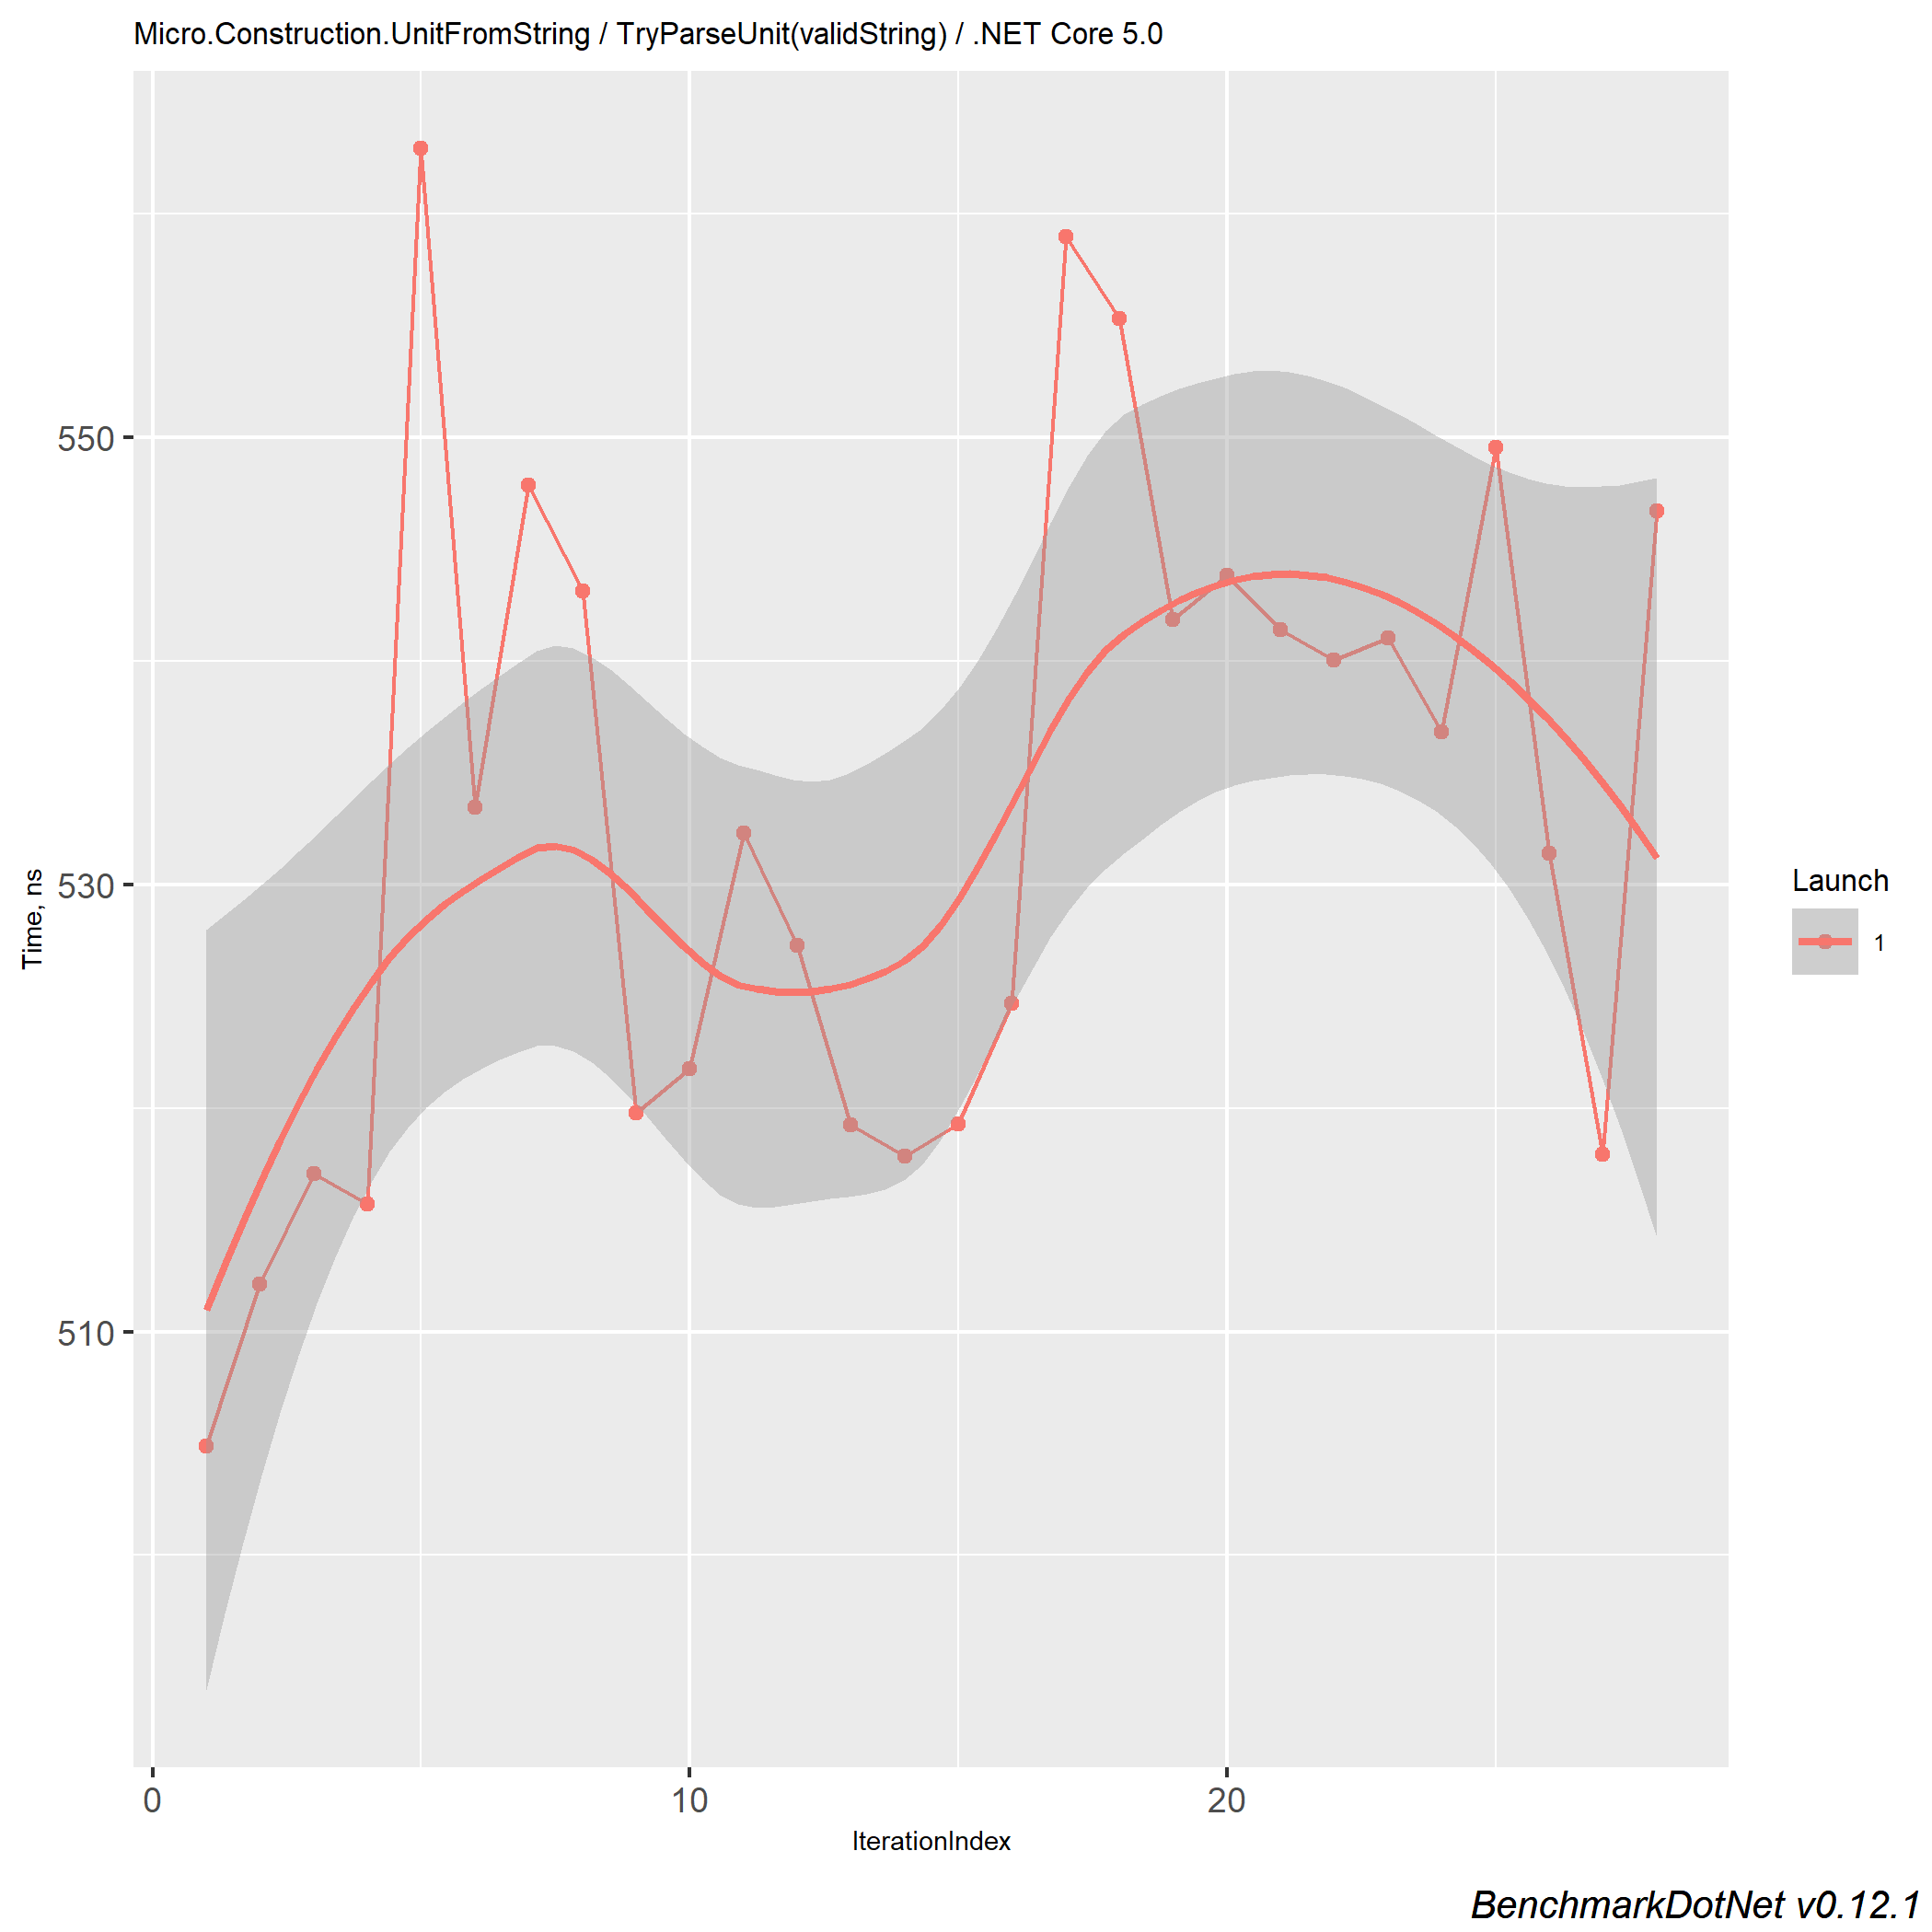 Micro.Construction.UnitFromString / TryParseUnit(validString) / .NET Core 5.0
550
530
510
Time, ns
0 10 20
IterationIndex
Launch
1
BenchmarkDotNet v0.12.1